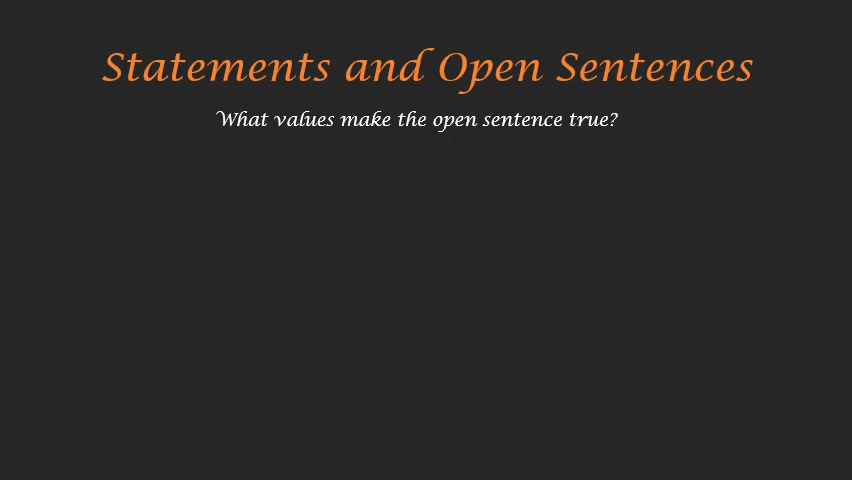 Statements and Open Sentences
What values make the open sentence true?